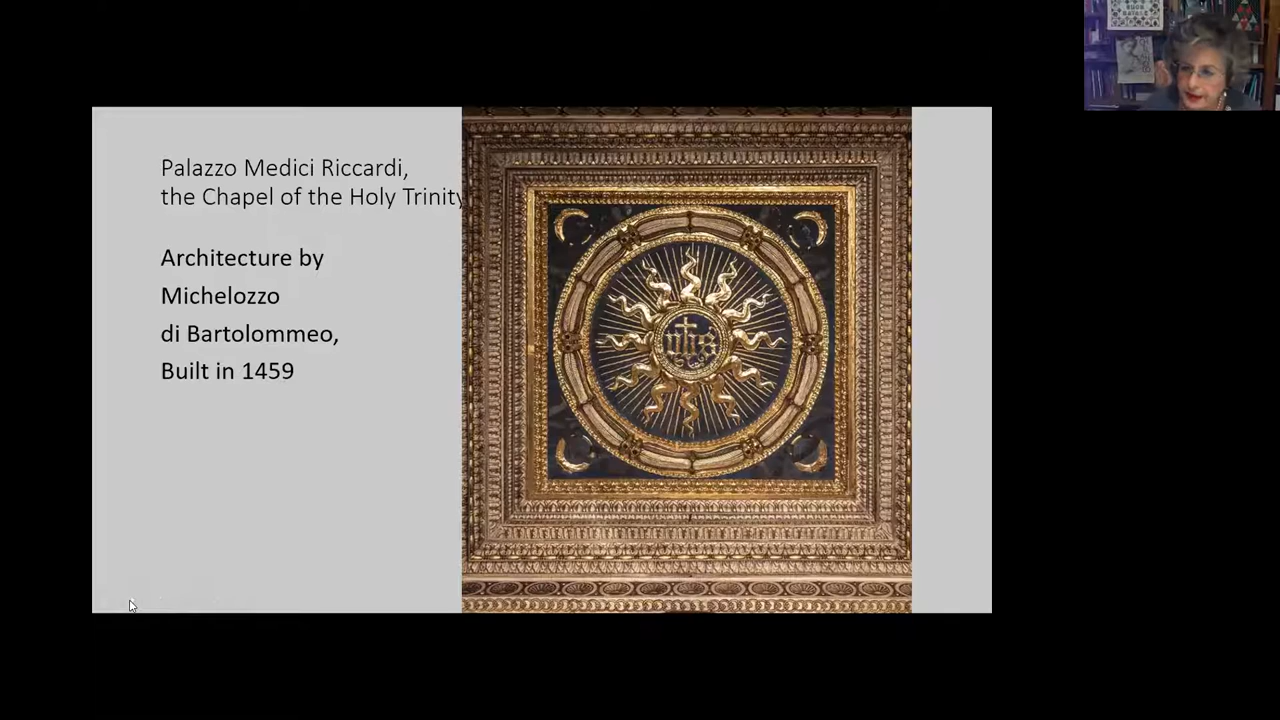 Palazzo Medici Riccardi,
the Chapel of the Holy Trinity
Architecture by
Michelozzo
di Bartolommeo,
Built in 1459